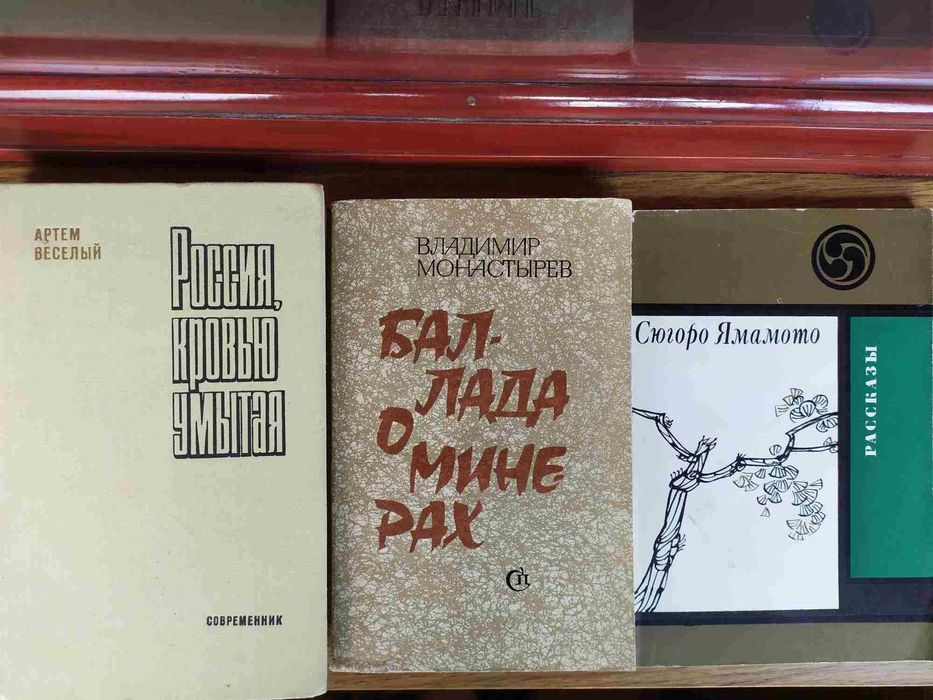 АРТЕМ
ВЕСЕЛЫЙ
Россия,
кровью
умытая
СОВРЕМЕННИК
ВЛАДИМИР
МОНАСТЫРЕВ
БАЛ-
ЛАДА
О
МИНЕ-
РАХ
Сюгоро Ямамото
РАССКАЗЫ